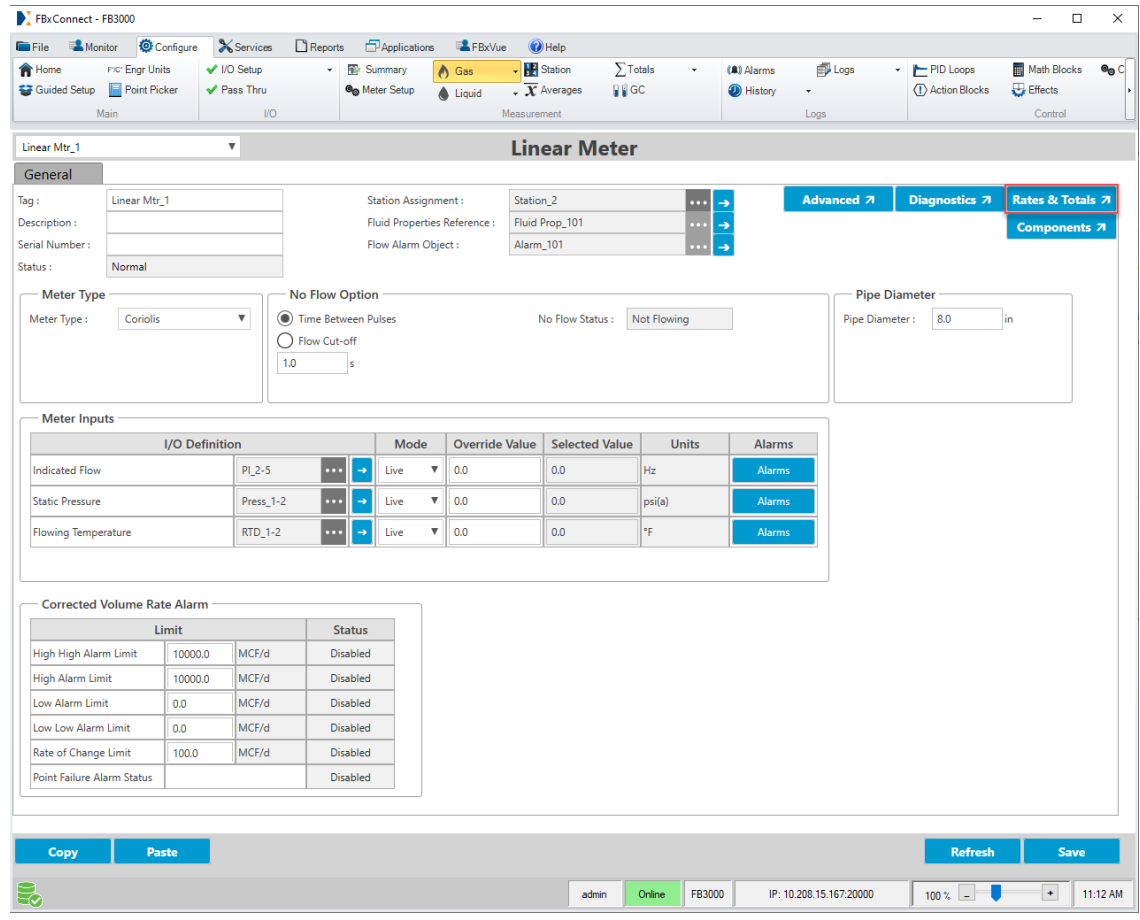 FBxConnect - FB3000
File Monitor Configure Services Reports Applications FBxVue Help
Home Engr Units I/O Setup Summary Gas Station Totals Alarms Logs PID Loops Math Blocks C
Guided Setup Point Picker Pass Thru Meter Setup Liquid X Averages GC History Action Blocks Effects
Main I/O Measurement Logs Control
Linear Mtr_1 Linear Meter
General
Tag : Linear Mtr_1 Station Assignment : Station_2 Advanced Diagnostics Rates & Totals
Description : Fluid Properties Reference : Fluid Prop_101 Components
Serial Number : Flow Alarm Object : Alarm_101
Status : Normal
Meter Type No Flow Option Pipe Diameter
Meter Type : Coriolis Time Between Pulses No Flow Status : Not Flowing Pipe Diameter : 8.0 in
Flow Cut-off
1.0 s
Meter Inputs
I/O Definition Mode Override Value Selected Value Units Alarms
Indicated Flow PI_2-5 Live 0.0 0.0 Hz Alarms
Static Pressure Press_1-2 Live 0.0 0.0 psi(a) Alarms
Flowing Temperature RTD_1-2 Live 0.0 0.0 °F Alarms
Corrected Volume Rate Alarm
Limit Status
High High Alarm Limit 10000.0 MCF/d Disabled
High Alarm Limit 10000.0 MCF/d Disabled
Low Alarm Limit 0.0 MCF/d Disabled
Low Low Alarm Limit 0.0 MCF/d Disabled
Rate of Change Limit 100.0 MCF/d Disabled
Point Failure Alarm Status Disabled
Copy Paste Refresh Save
admin Online FB3000 IP: 10.208.15.167:20000 100 % - + 11:12 AM